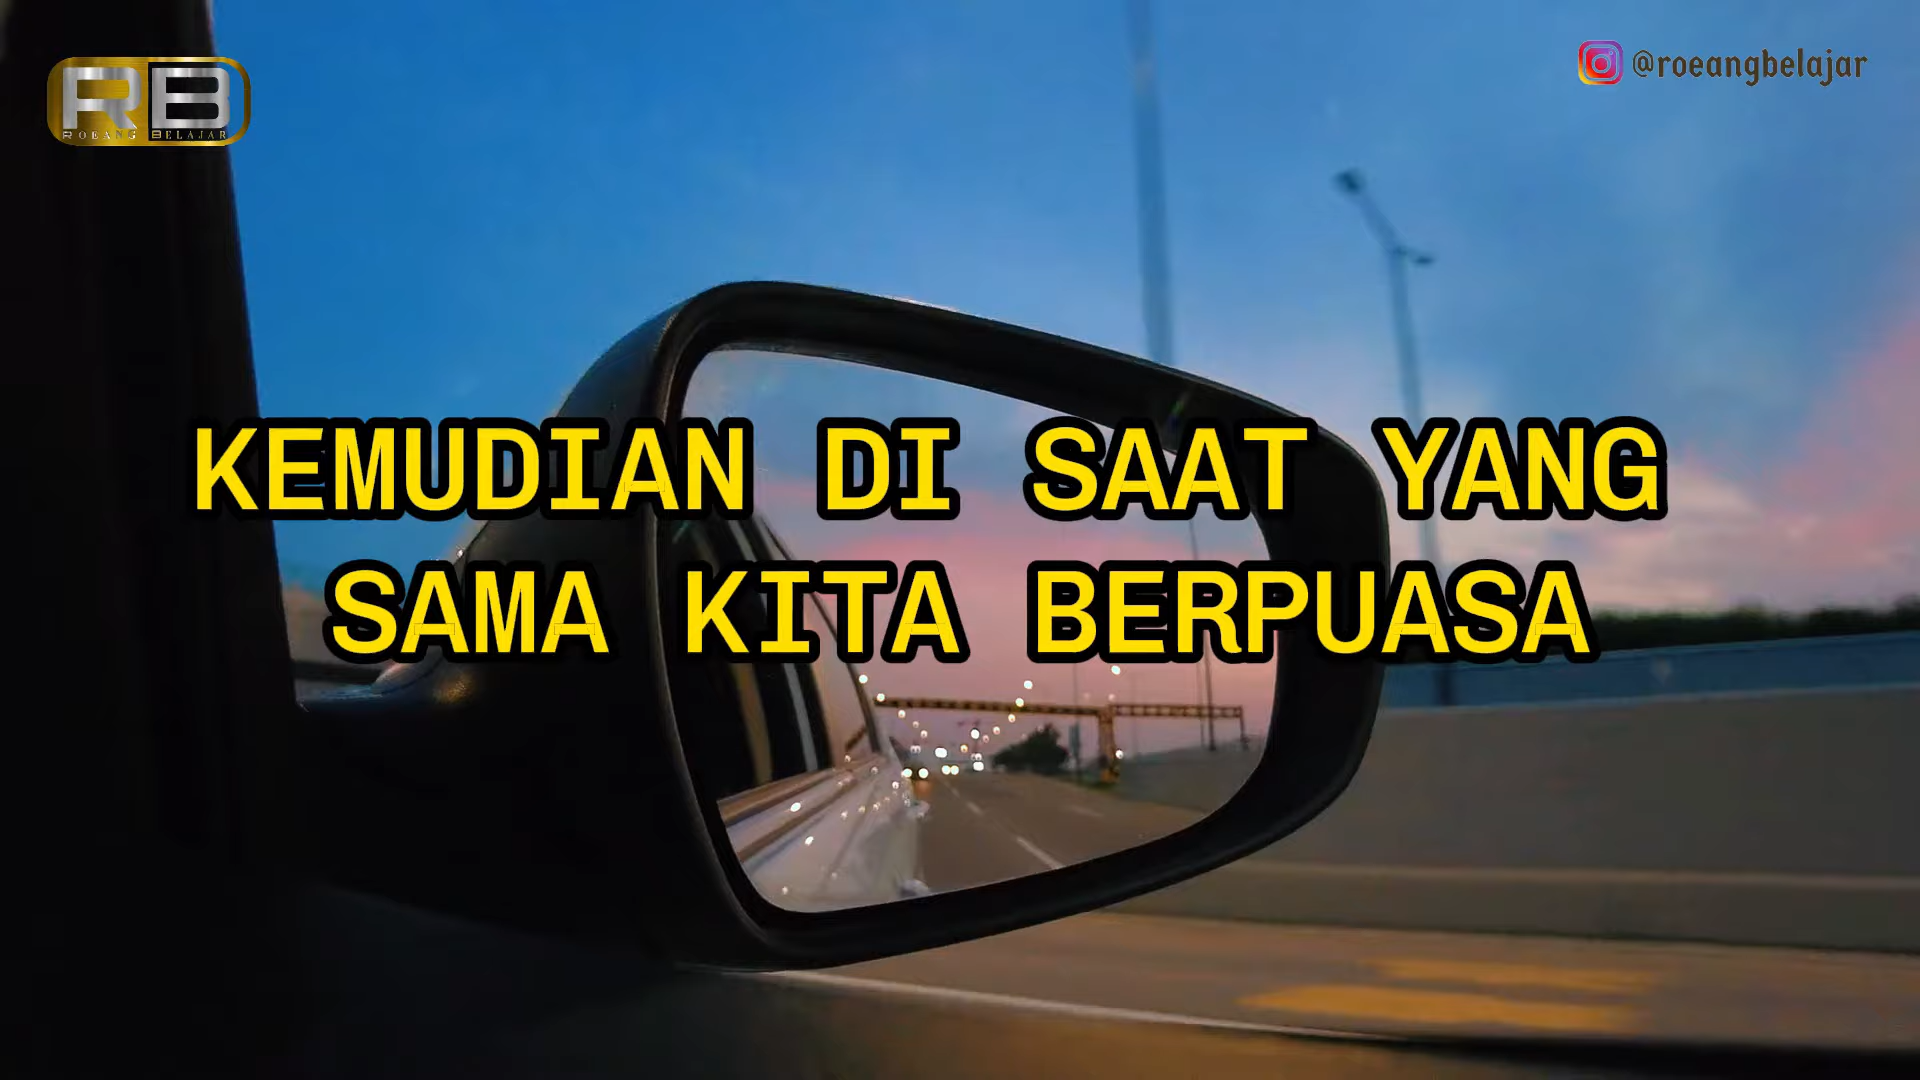 RB
ROEANG BELAJAR
@roeangbelajar
KEMUDIAN DI SAAT YANG
SAMA KITA BERPUASA